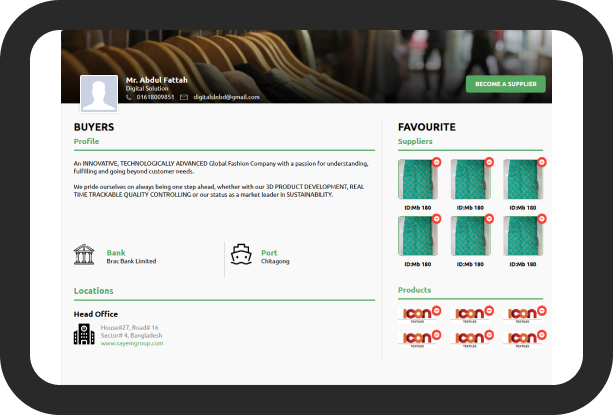 Mr. Abdul Fattah
Digital Solution
01618009851 digitalslnbd@gmail.com
BECOME A SUPPLIER
BUYERS
Profile
An INNOVATIVE, TECHNOLOGICALLY ADVANCED Global Fashion Company with a passion for understanding,
fulfilling and going beyond customer needs.
We pride ourselves on always being one step ahead, whether with our 3D PRODUCT DEVELOPMENT, REAL
TIME TRACKABLE QUALITY CONTROLLING or our status as a market leader in SUSTAINABILITY.
Bank
Brac Bank Limited
Port
Chitagong
Locations
Head Office
House#27, Road# 16
Sector# 4, Bangladesh
www.sayemgroup.com
FAVOURITE
Suppliers
ID:Mb 180 ID:Mb 180 ID:Mb 180
ID:Mb 180 ID:Mb 180 ID:Mb 180
Products
ICON ICON ICON
TEXTILES TEXTILES TEXTILES
ICON ICON ICON
TEXTILES TEXTILES TEXTILES